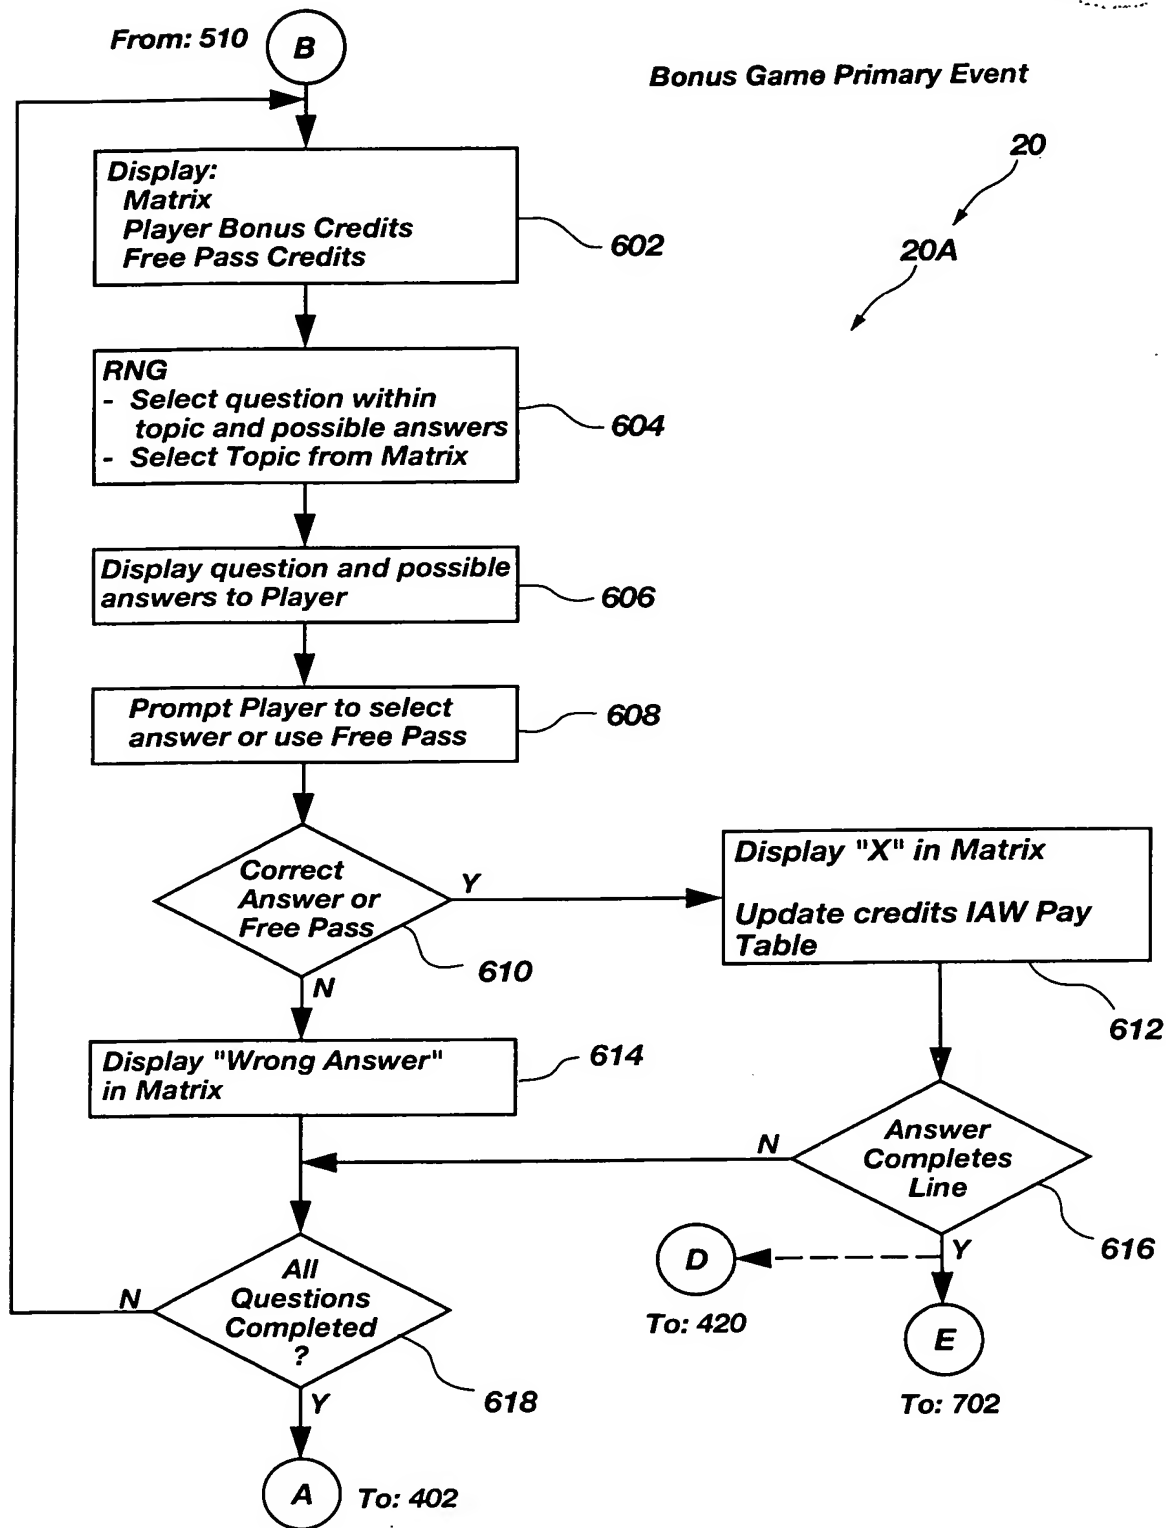 From: 510
B
Bonus Game Primary Event
20
20A
Display:
Matrix
Player Bonus Credits
Free Pass Credits
602
RNG
- Select question within
topic and possible answers
- Select Topic from Matrix
604
Display question and possible
answers to Player
606
Prompt Player to select
answer or use Free Pass
608
Correct
Answer or
Free Pass
610
Y
N
Display "X" in Matrix
Update credits IAW Pay
Table
612
Display "Wrong Answer"
in Matrix
614
Answer
Completes
Line
616
N
Y
D
To: 420
E
To: 702
All
Questions
Completed
?
618
N
Y
A
To: 402